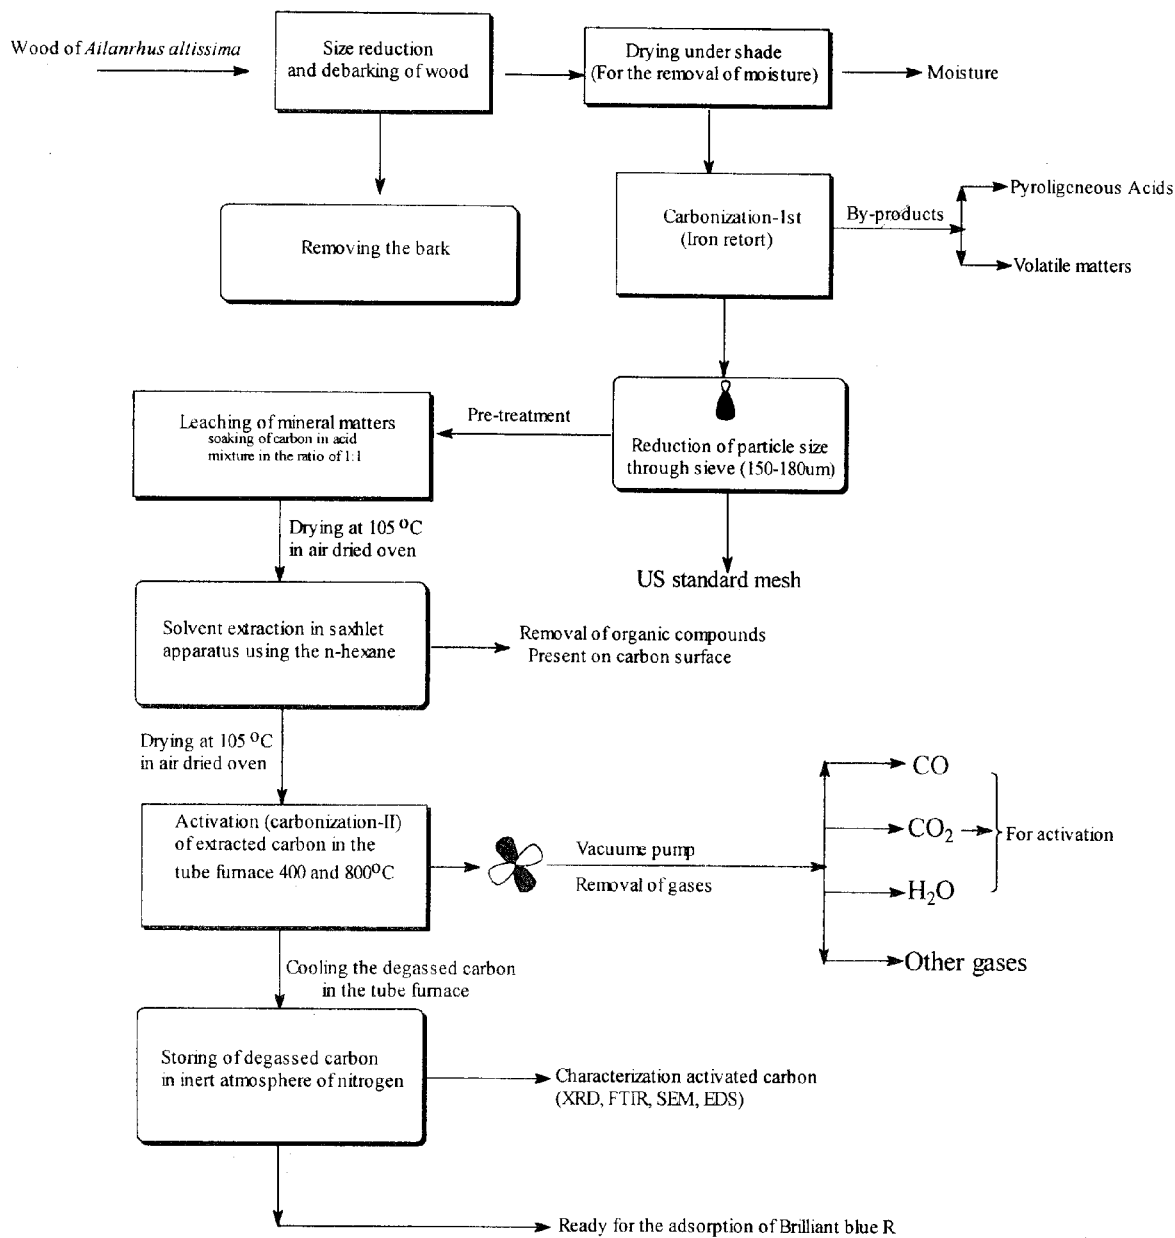 Wood of Ailanrhus altissima
Size reduction
and debarking of wood
Drying under shade
(For the removal of moisture)
Moisture
Removing the bark
Carbonization-1st
(Iron retort)
By-products
Pyroligeneous Acids
Volatile matters
Leaching of mineral matters
soaking of carbon in acid
mixture in the ratio of 1:1
Pre-treatment
Reduction of particle size
through sieve (150-180um)
US standard mesh
Drying at 105 °C
in air dried oven
Solvent extraction in saxhlet
apparatus using the n-hexane
Removal of organic compounds
Present on carbon surface
Drying at 105 °C
in air dried oven
Activation (carbonization-II)
of extracted carbon in the
tube furnace 400 and 800°C
Vacuume pump
Removal of gases
CO
CO₂
H₂O
Other gases
For activation
Cooling the degassed carbon
in the tube furnace
Storing of degassed carbon
in inert atmosphere of nitrogen
Characterization activated carbon
(XRD, FTIR, SEM, EDS)
Ready for the adsorption of Brilliant blue R